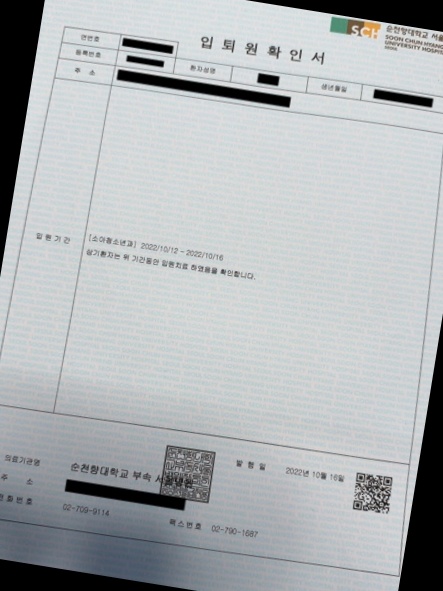 SCH 순천향대학교 서울
SOON CHUN HYANG
UNIVERSITY HOSPITAL
입 퇴 원 확 인 서
연번호
등록번호 환자성명 생년월일
주 소
입 원 기 간
[소아청소년과] 2022/10/12 - 2022/10/16
상기환자는 위 기간동안 입원치료 하였음을 확인합니다.
의료기관명 순천향대학교 부속 서울병원
발 행 일 2022년 10월 16일
주 소
전화번호 02-709-9114
팩스번호 02-790-1687